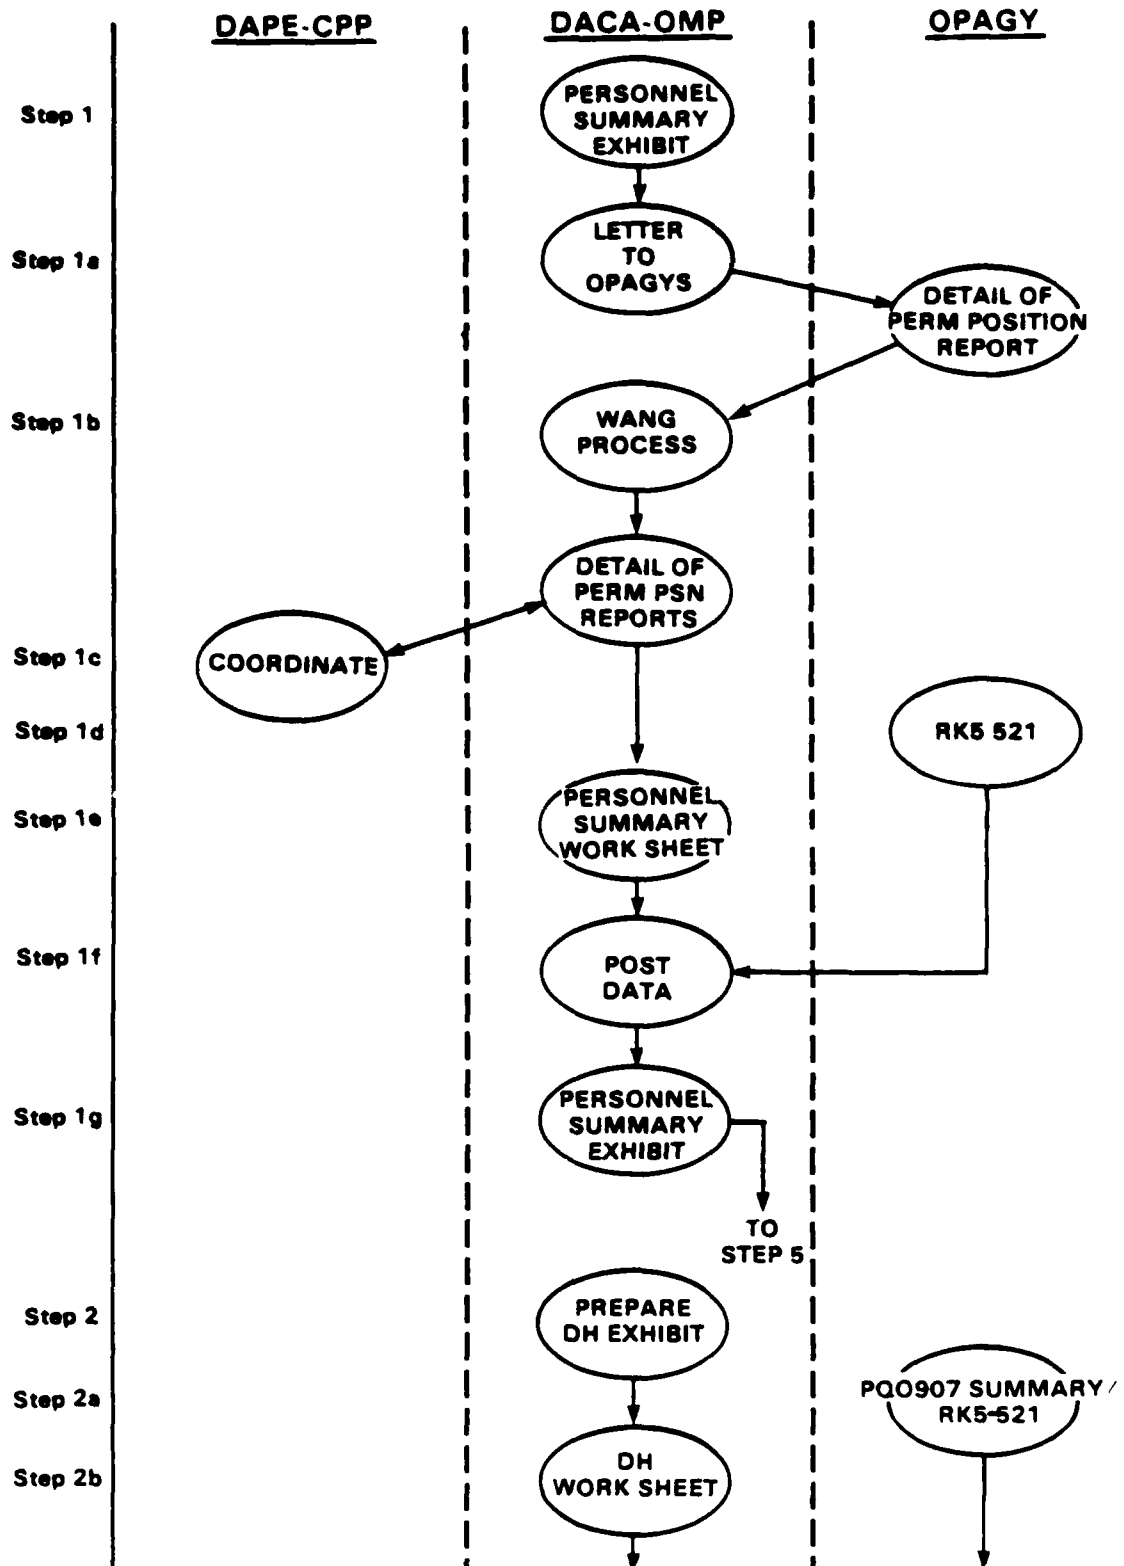 DAPE-CPP DACA-OMP OPAGY
Step 1
PERSONNEL
SUMMARY
EXHIBIT
Step 1a
LETTER
TO
OPAGYS
DETAIL OF
PERM POSITION
REPORT
Step 1b
WANG
PROCESS
DETAIL OF
PERM PSN
REPORTS
Step 1c
COORDINATE
Step 1d
RK5 521
Step 1e
PERSONNEL
SUMMARY
WORK SHEET
Step 1f
POST
DATA
Step 1g
PERSONNEL
SUMMARY
EXHIBIT
TO
STEP 5
Step 2
PREPARE
DH EXHIBIT
Step 2a
PQ0907 SUMMARY/
RK5-521
Step 2b
DH
WORK SHEET